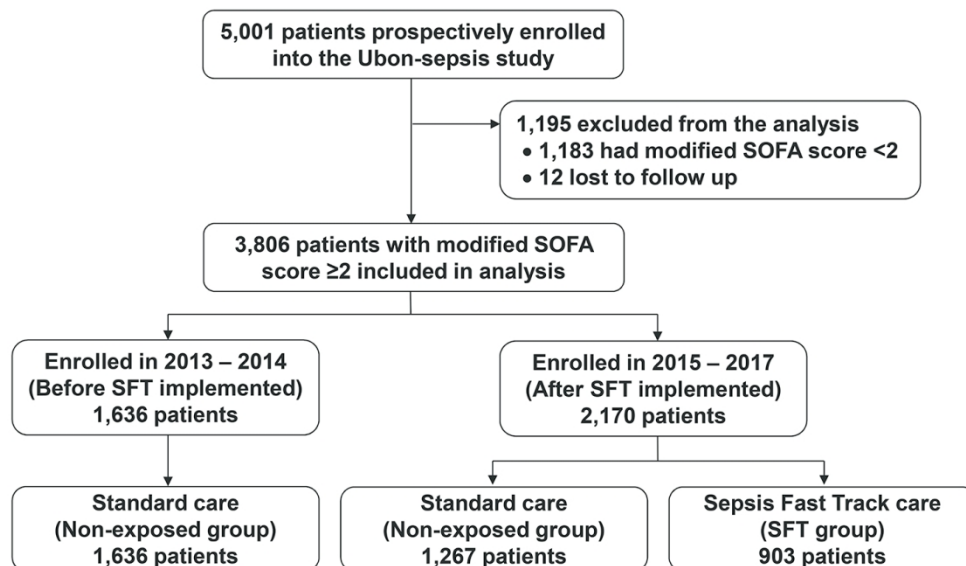 5,001 patients prospectively enrolled
into the Ubon-sepsis study
1,195 excluded from the analysis
• 1,183 had modified SOFA score <2
• 12 lost to follow up
3,806 patients with modified SOFA
score ≥2 included in analysis
Enrolled in 2013 – 2014
(Before SFT implemented)
1,636 patients
Enrolled in 2015 – 2017
(After SFT implemented)
2,170 patients
Standard care
(Non-exposed group)
1,636 patients
Standard care
(Non-exposed group)
1,267 patients
Sepsis Fast Track care
(SFT group)
903 patients